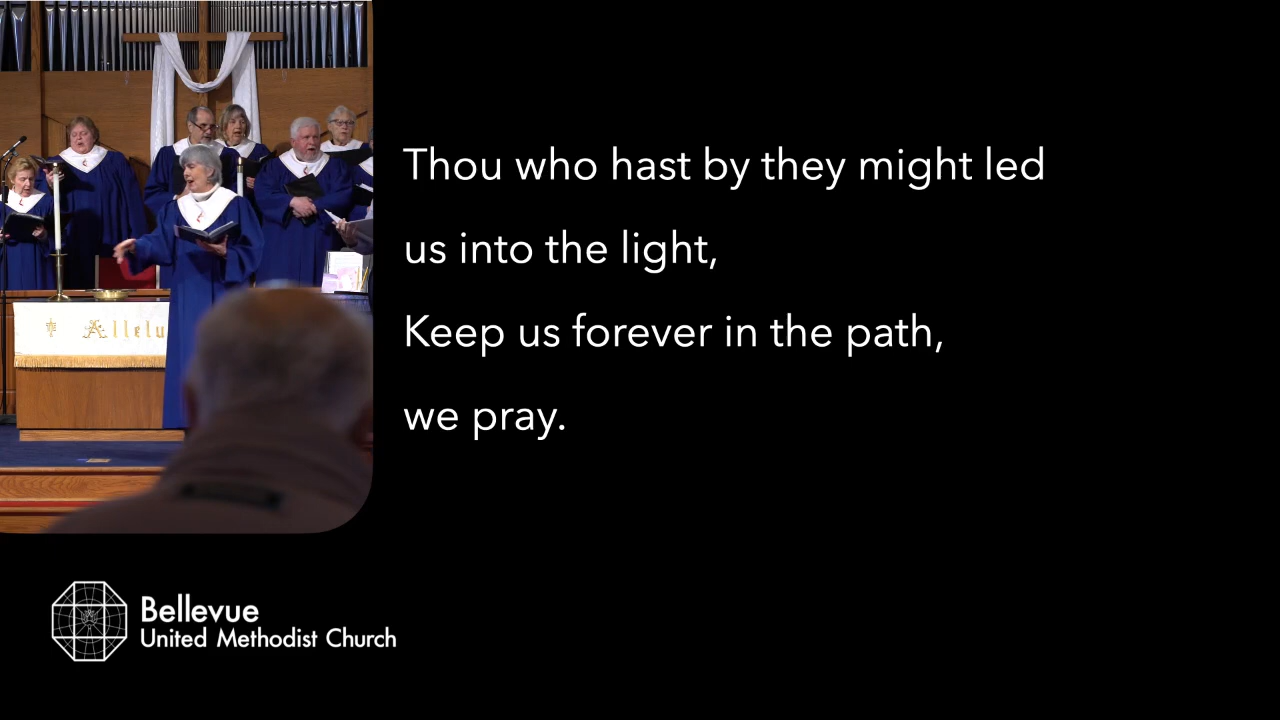 Thou who hast by they might led
us into the light,
Keep us forever in the path,
we pray.
Allelu
Bellevue
United Methodist Church